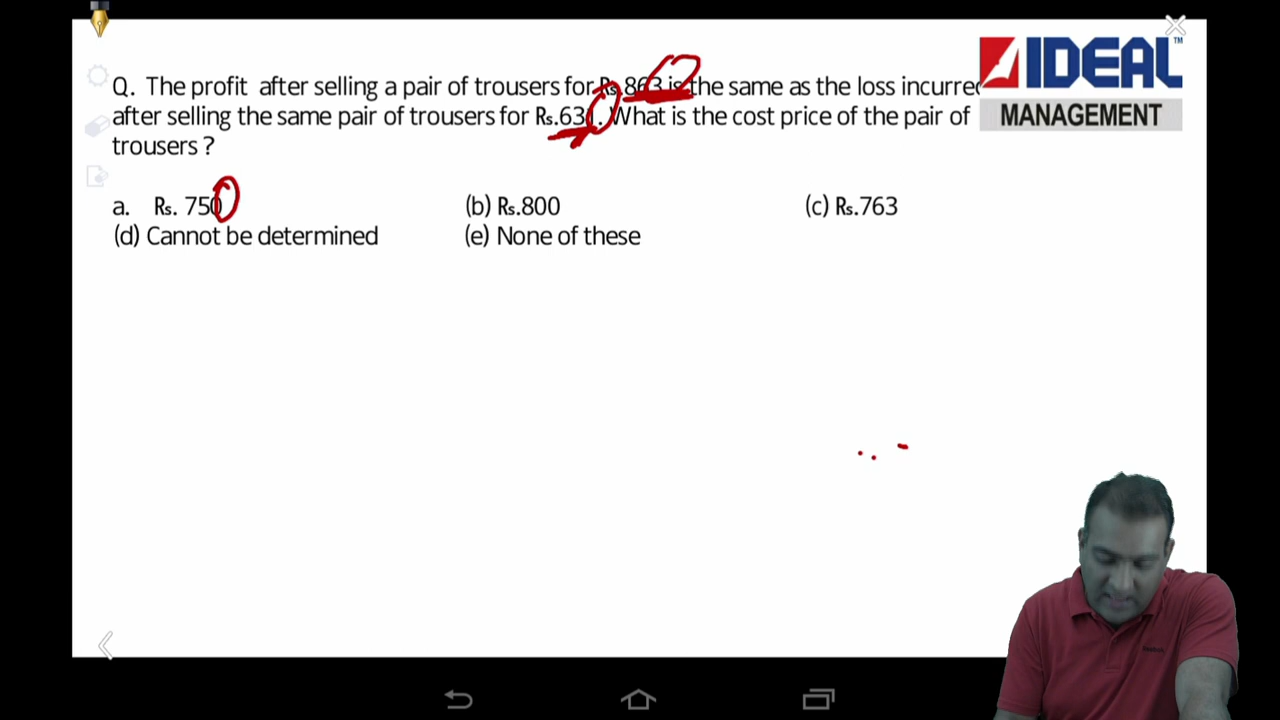 Q. The profit after selling a pair of trousers for Rs 863 is the same as the loss incurred
after selling the same pair of trousers for Rs.631. What is the cost price of the pair of
trousers ?
a. Rs. 750 (b) Rs.800 (c) Rs.763
(d) Cannot be determined (e) None of these
IDEAL™
MANAGEMENT